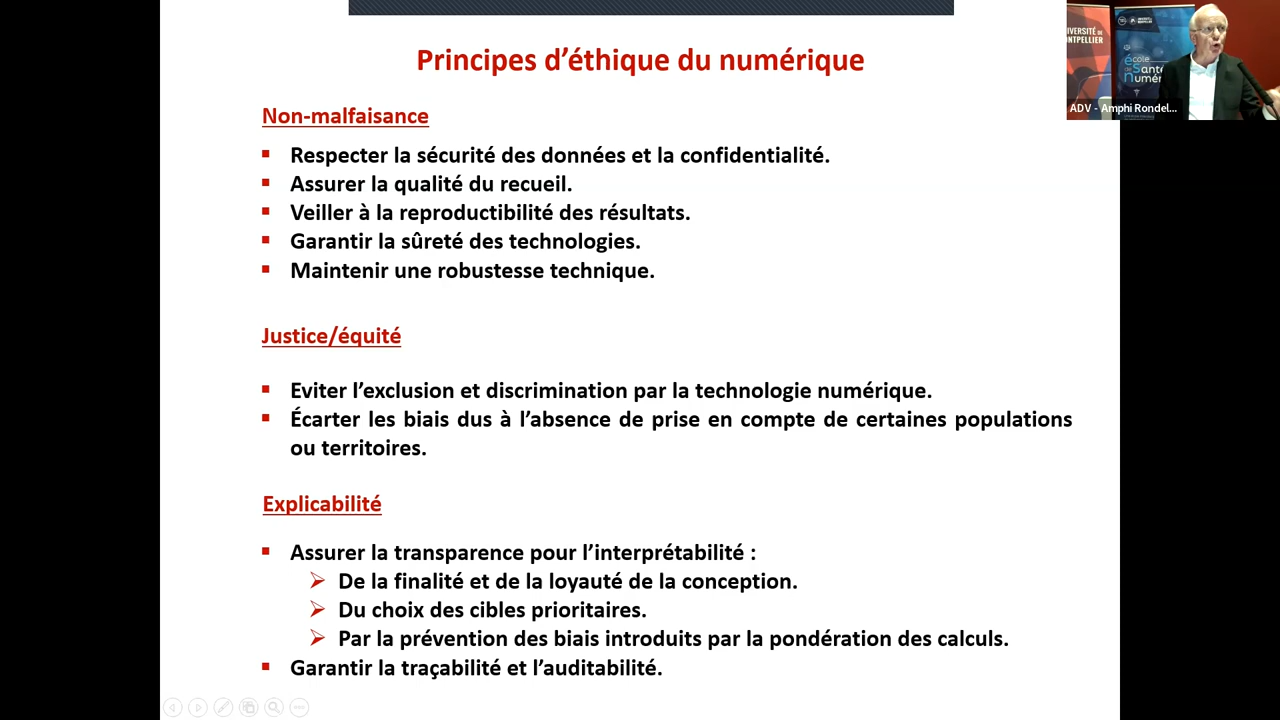 Principes d’éthique du numérique
Non-malfaisance
Respecter la sécurité des données et la confidentialité.
Assurer la qualité du recueil.
Veiller à la reproductibilité des résultats.
Garantir la sûreté des technologies.
Maintenir une robustesse technique.
Justice/équité
Eviter l’exclusion et discrimination par la technologie numérique.
Écarter les biais dus à l’absence de prise en compte de certaines populations
ou territoires.
Explicabilité
Assurer la transparence pour l’interprétabilité :
De la finalité et de la loyauté de la conception.
Du choix des cibles prioritaires.
Par la prévention des biais introduits par la pondération des calculs.
Garantir la traçabilité et l’auditabilité.
ADV - Amphi Rondel...